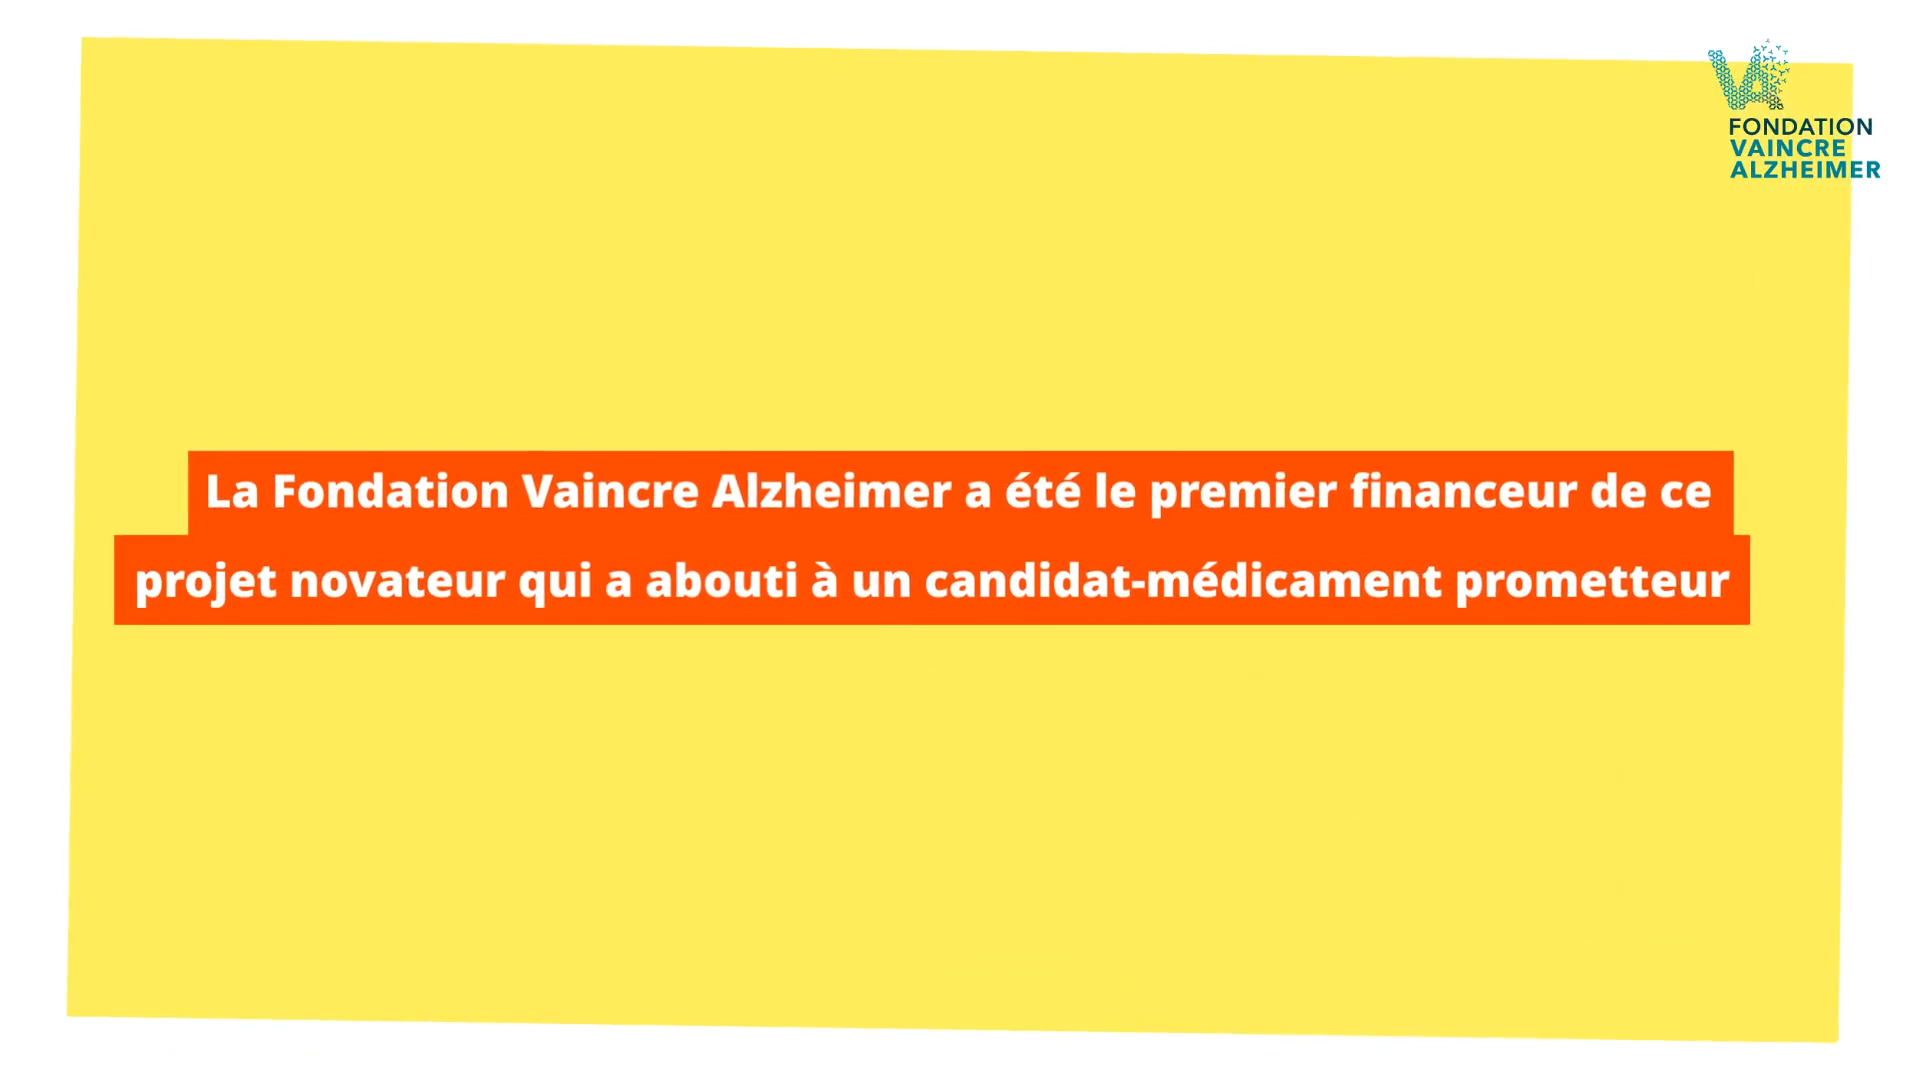 FONDATION
VAINCRE
ALZHEIMER
La Fondation Vaincre Alzheimer a été le premier financeur de ce
projet novateur qui a abouti à un candidat-médicament prometteur